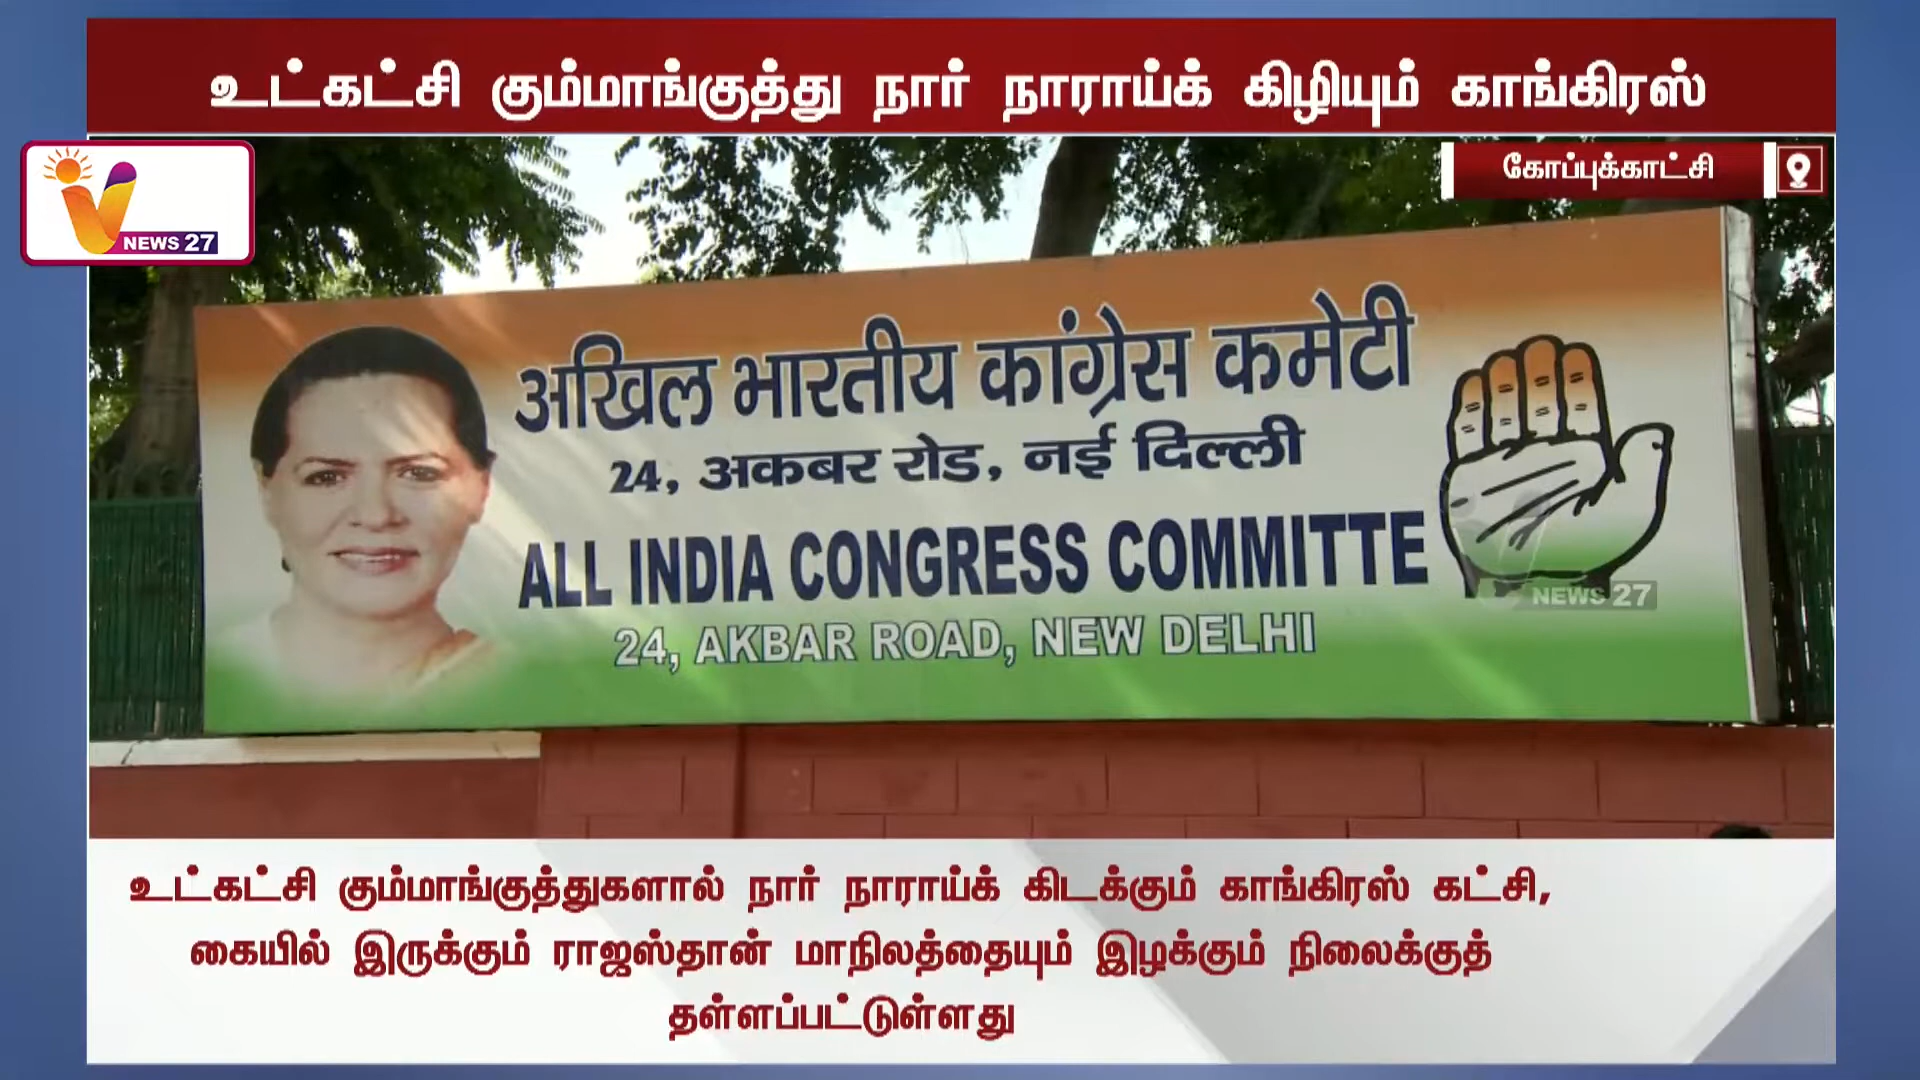 உட்கட்சி கும்மாங்குத்து நார் நாராய்க் கிழியும் காங்கிரஸ்
கோப்புக்காட்சி
NEWS 27
अखिल भारतीय कांग्रेस कमेटी
24, अकबर रोड, नई दिल्ली
ALL INDIA CONGRESS COMMITTE
NEWS 27
24, AKBAR ROAD, NEW DELHI
உட்கட்சி கும்மாங்குத்துகளால் நார் நாராய்க் கிடக்கும் காங்கிரஸ் கட்சி,
கையில் இருக்கும் ராஜஸ்தான் மாநிலத்தையும் இழக்கும் நிலைக்குத்
தள்ளப்பட்டுள்ளது